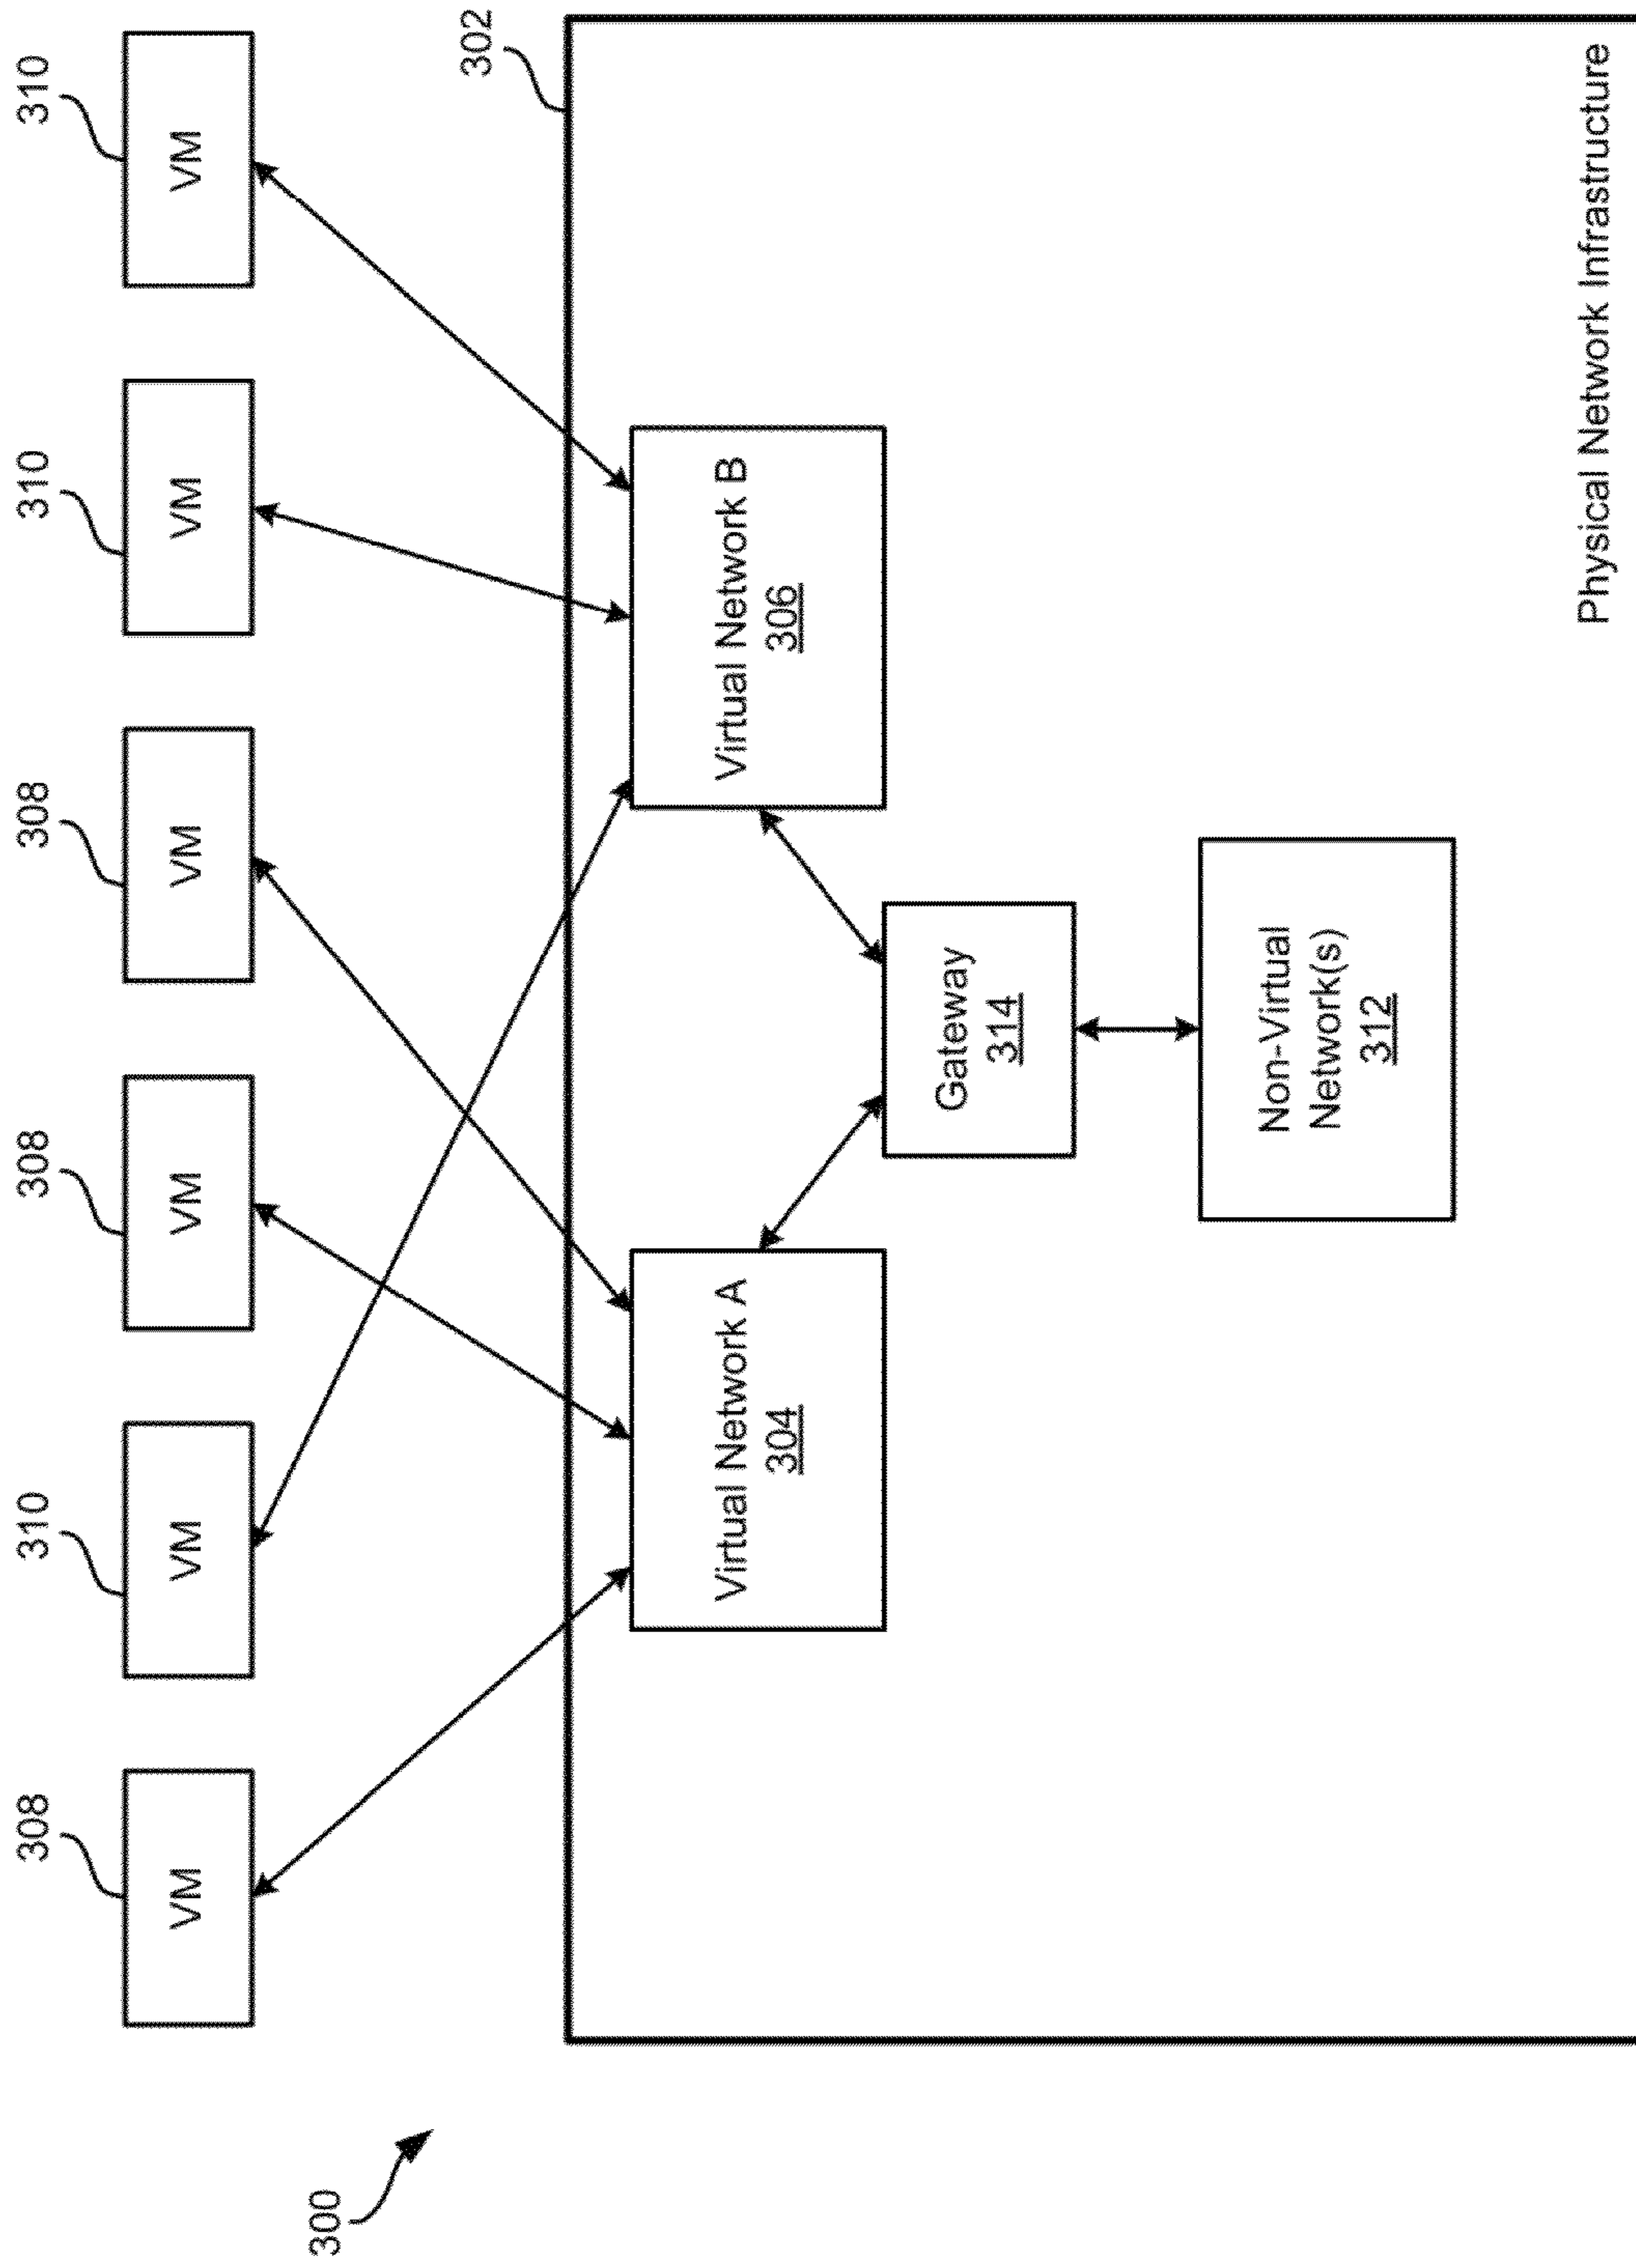 308
310
308
308
310
310
VM
VM
VM
VM
VM
VM
300
302
Virtual Network A
304
Virtual Network B
306
Gateway
314
Non-Virtual
Network(s)
312
Physical Network Infrastructure